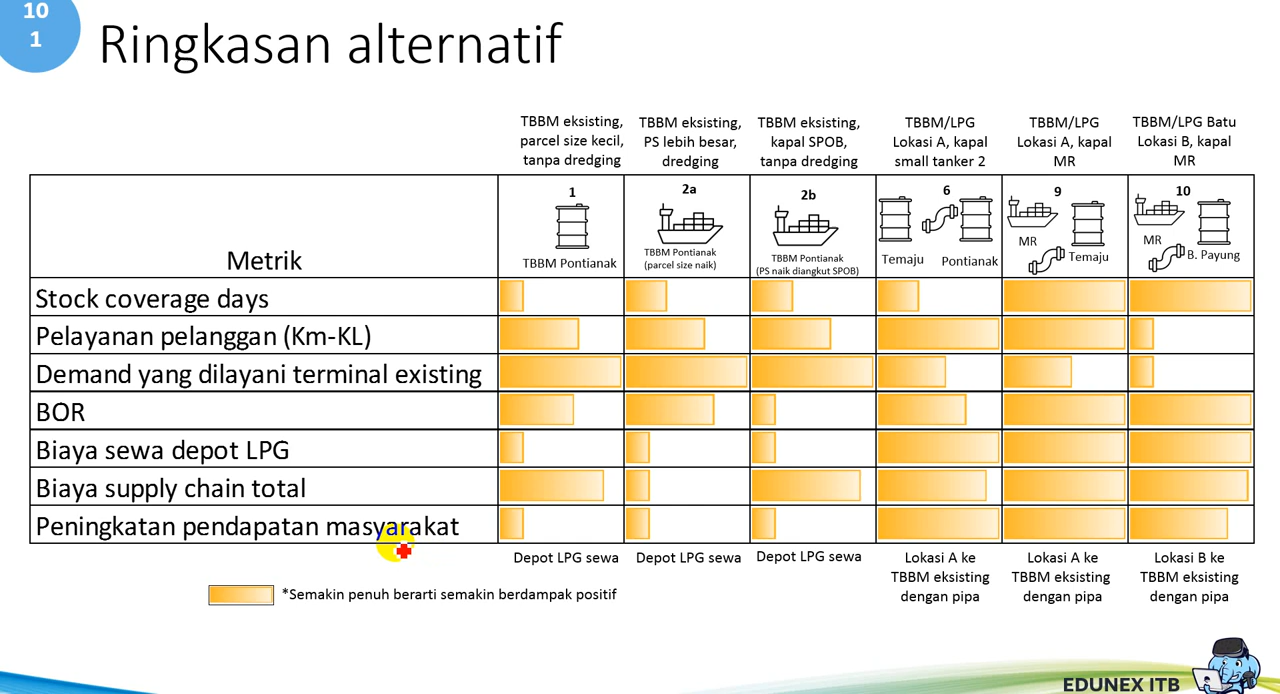 10
1
Ringkasan alternatif
TBBM eksisting,
parcel size kecil,
tanpa dredging
TBBM eksisting,
PS lebih besar,
dredging
TBBM eksisting,
kapal SPOB,
tanpa dredging
TBBM/LPG
Lokasi A, kapal
small tanker 2
TBBM/LPG
Lokasi A, kapal
MR
TBBM/LPG Batu
Lokasi B, kapal
MR
Metrik
1
TBBM Pontianak
2a
TBBM Pontianak
(parcel size naik)
2b
TBBM Pontianak
(PS naik diangkut SPOB)
6
Temaju Pontianak
9
MR
Temaju
10
MR
B. Payung
Stock coverage days
Pelayanan pelanggan (Km-KL)
Demand yang dilayani terminal existing
BOR
Biaya sewa depot LPG
Biaya supply chain total
Peningkatan pendapatan masyarakat
Depot LPG sewa
Depot LPG sewa
Depot LPG sewa
Lokasi A ke
TBBM eksisting
dengan pipa
Lokasi A ke
TBBM eksisting
dengan pipa
Lokasi B ke
TBBM eksisting
dengan pipa
*Semakin penuh berarti semakin berdampak positif
EDUNEX ITB